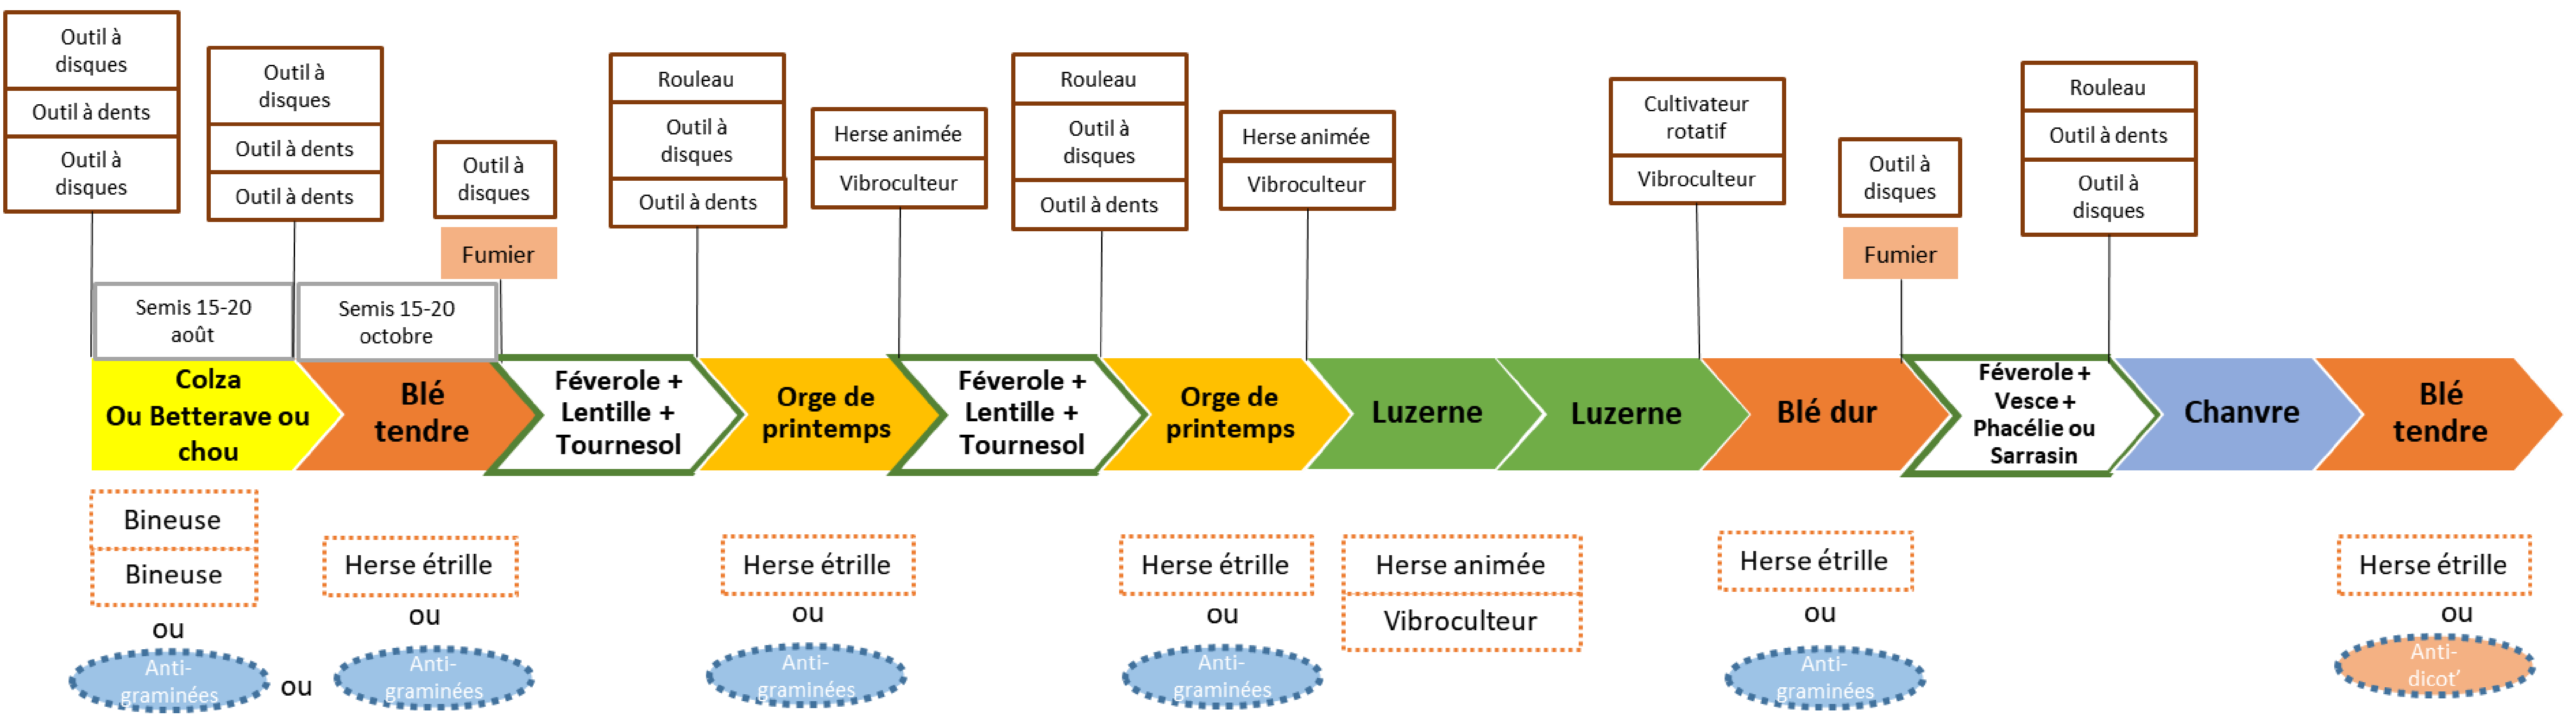 Outil à
disques
Outil à dents
Outil à
disques
Outil à
disques
Outil à dents
Outil à dents
Outil à
disques
Fumier
Rouleau
Outil à
disques
Outil à dents
Herse animée
Vibroculteur
Rouleau
Outil à
disques
Outil à dents
Herse animée
Vibroculteur
Cultivateur
rotatif
Vibroculteur
Outil à
disques
Fumier
Rouleau
Outil à dents
Outil à
disques
Semis 15-20
août
Semis 15-20
octobre
Colza
Ou Betterave ou
chou
Blé
tendre
Féverole +
Lentille +
Tournesol
Orge de
printemps
Féverole +
Lentille +
Tournesol
Orge de
printemps
Luzerne
Luzerne
Blé dur
Féverole +
Vesce +
Phacélie ou
Sarrasin
Chanvre
Blé
tendre
Bineuse
Bineuse
ou
Anti-
graminées
ou
Herse étrille
ou
Anti-
graminées
Herse étrille
ou
Anti-
graminées
Herse étrille
ou
Anti-
graminées
Herse animée
Vibroculteur
Herse étrille
ou
Anti-
graminées
Herse étrille
ou
Anti-
dicot’